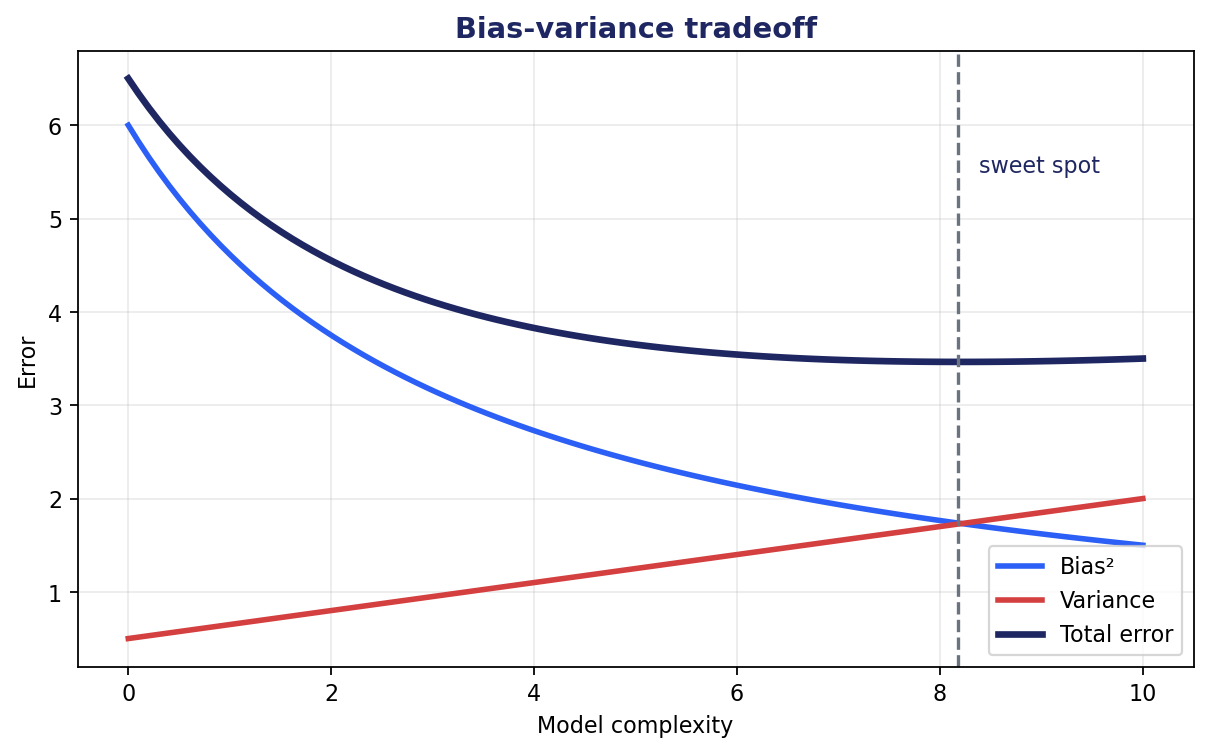 Bias-variance tradeoff
Error
6
5
4
3
2
1
sweet spot
Bias²
Variance
Total error
0 2 4 6 8 10
Model complexity